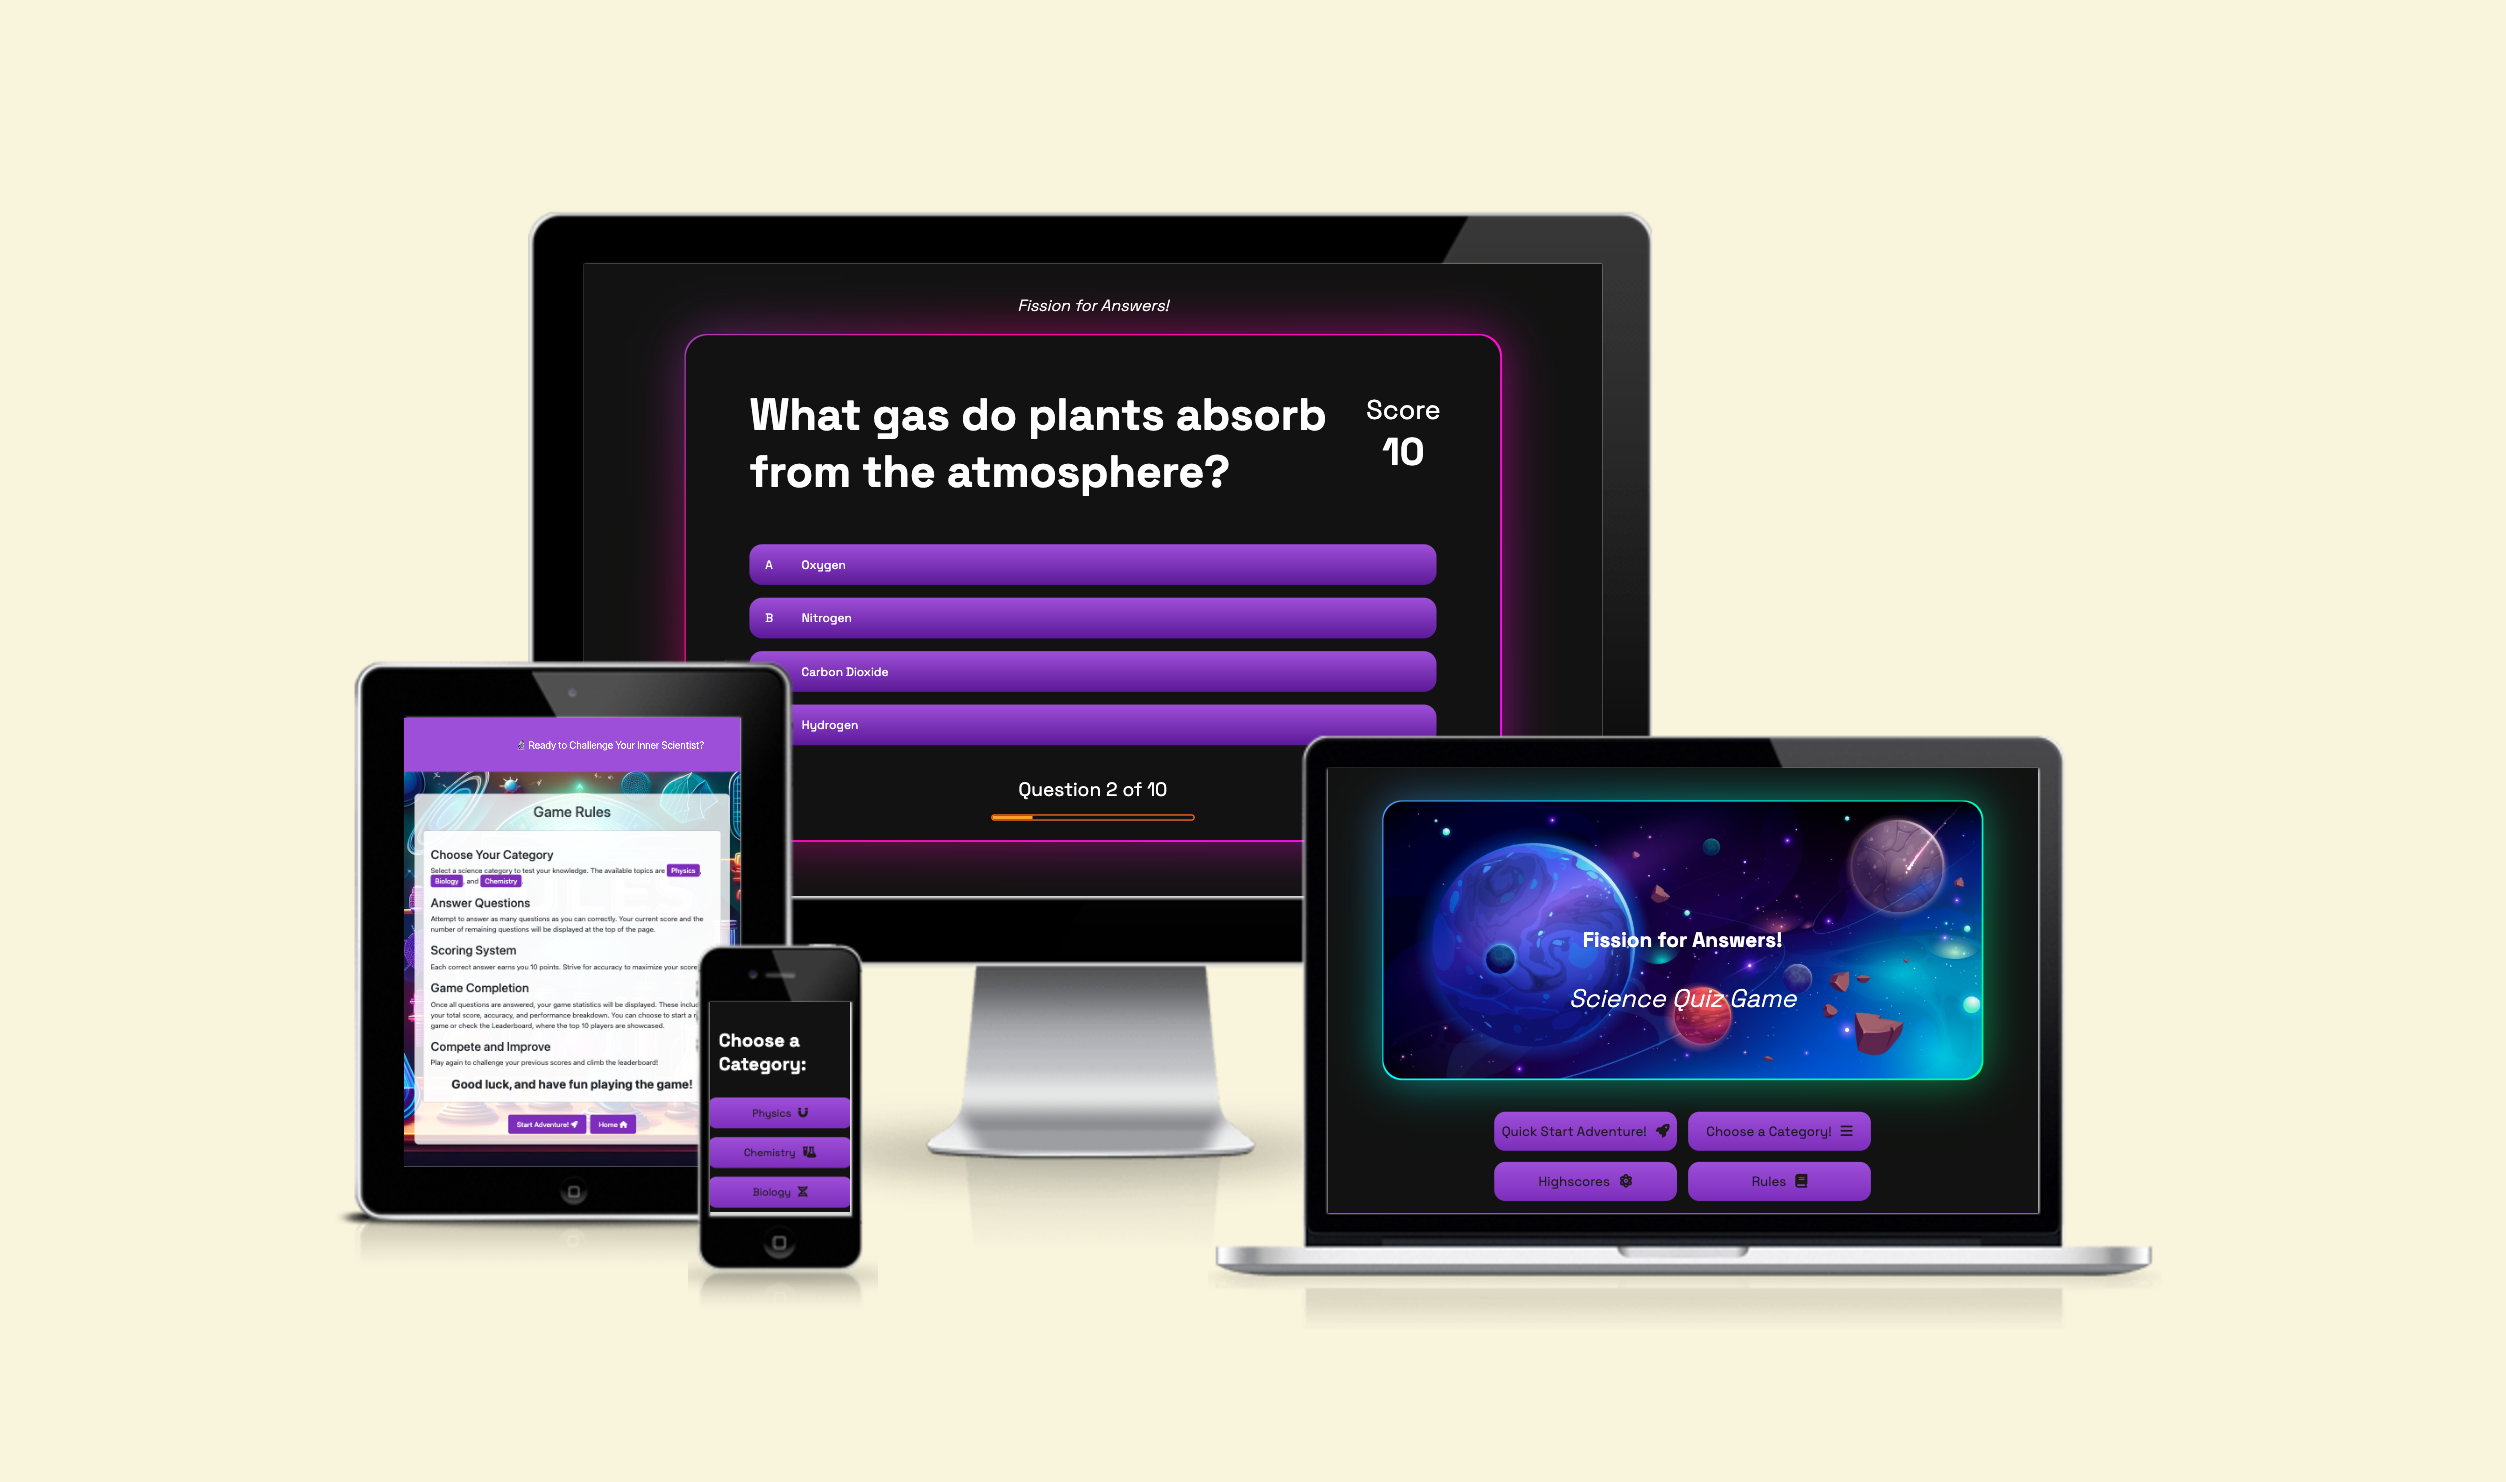 Fission for Answers!
What gas do plants absorb
from the atmosphere?
Score
10
A Oxygen
B Nitrogen
Carbon Dioxide
Hydrogen
Question 2 of 10
Ready to Challenge Your Inner Scientist?
Game Rules
Choose Your Category
Select a science category to test your knowledge. The available topics are Physics,
Biology, and Chemistry.
Answer Questions
Attempt to answer as many questions as you can correctly. Your current score and the
number of remaining questions will be displayed at the top of the page.
Scoring System
Each correct answer earns you 10 points. Strive for accuracy to maximize your score
Game Completion
Once all questions are answered, your game statistics will be displayed. These includ
your total score, accuracy, and performance breakdown. You can choose to start a
game or check the Leaderboard, where the top 10 players are showcased.
Compete and Improve
Play again to challenge your previous scores and climb the leaderboard!
Good luck, and have fun playing the game!
Start Adventure!
Home
Choose a
Category:
Physics
Chemistry
Biology
Fission for Answers!
Science Quiz Game
Quick Start Adventure!
Choose a Category!
Highscores
Rules